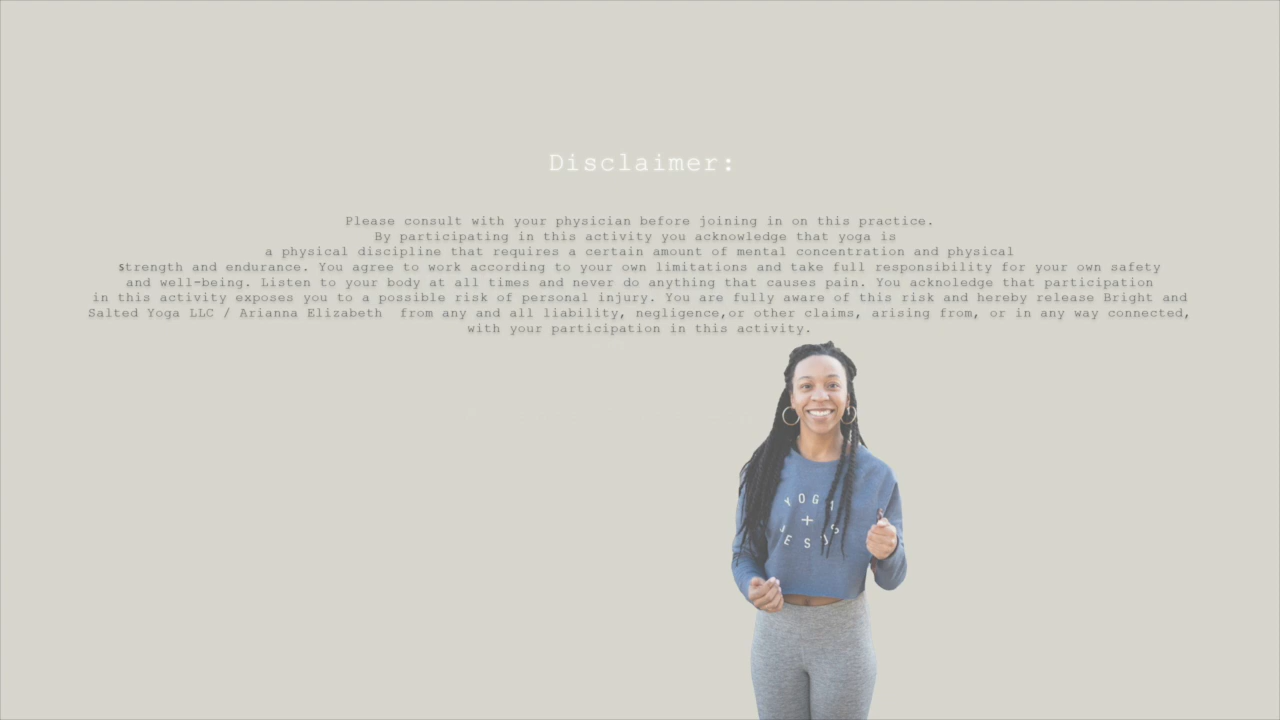 Disclaimer:
Please consult with your physician before joining in on this practice.
By participating in this activity you acknowledge that yoga is
a physical discipline that requires a certain amount of mental concentration and physical
strength and endurance. You agree to work according to your own limitations and take full responsibility for your own safety
and well-being. Listen to your body at all times and never do anything that causes pain. You acknoledge that participation
in this activity exposes you to a possible risk of personal injury. You are fully aware of this risk and hereby release Bright and
Salted Yoga LLC / Arianna Elizabeth from any and all liability, negligence,or other claims, arising from, or in any way connected,
with your participation in this activity.
YOGA
+
JESUS